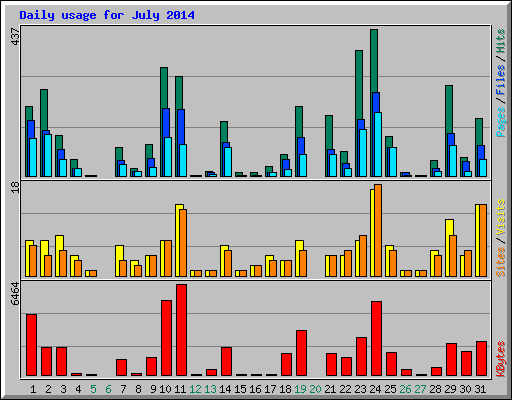 Daily usage for July 2014
437
Pages / Files / Hits
18
Sites / Visits
6464
KBytes
1 2 3 4 5 6 7 8 9 10 11 12 13 14 15 16 17 18 19 20 21 22 23 24 25 26 27 28 29 30 31